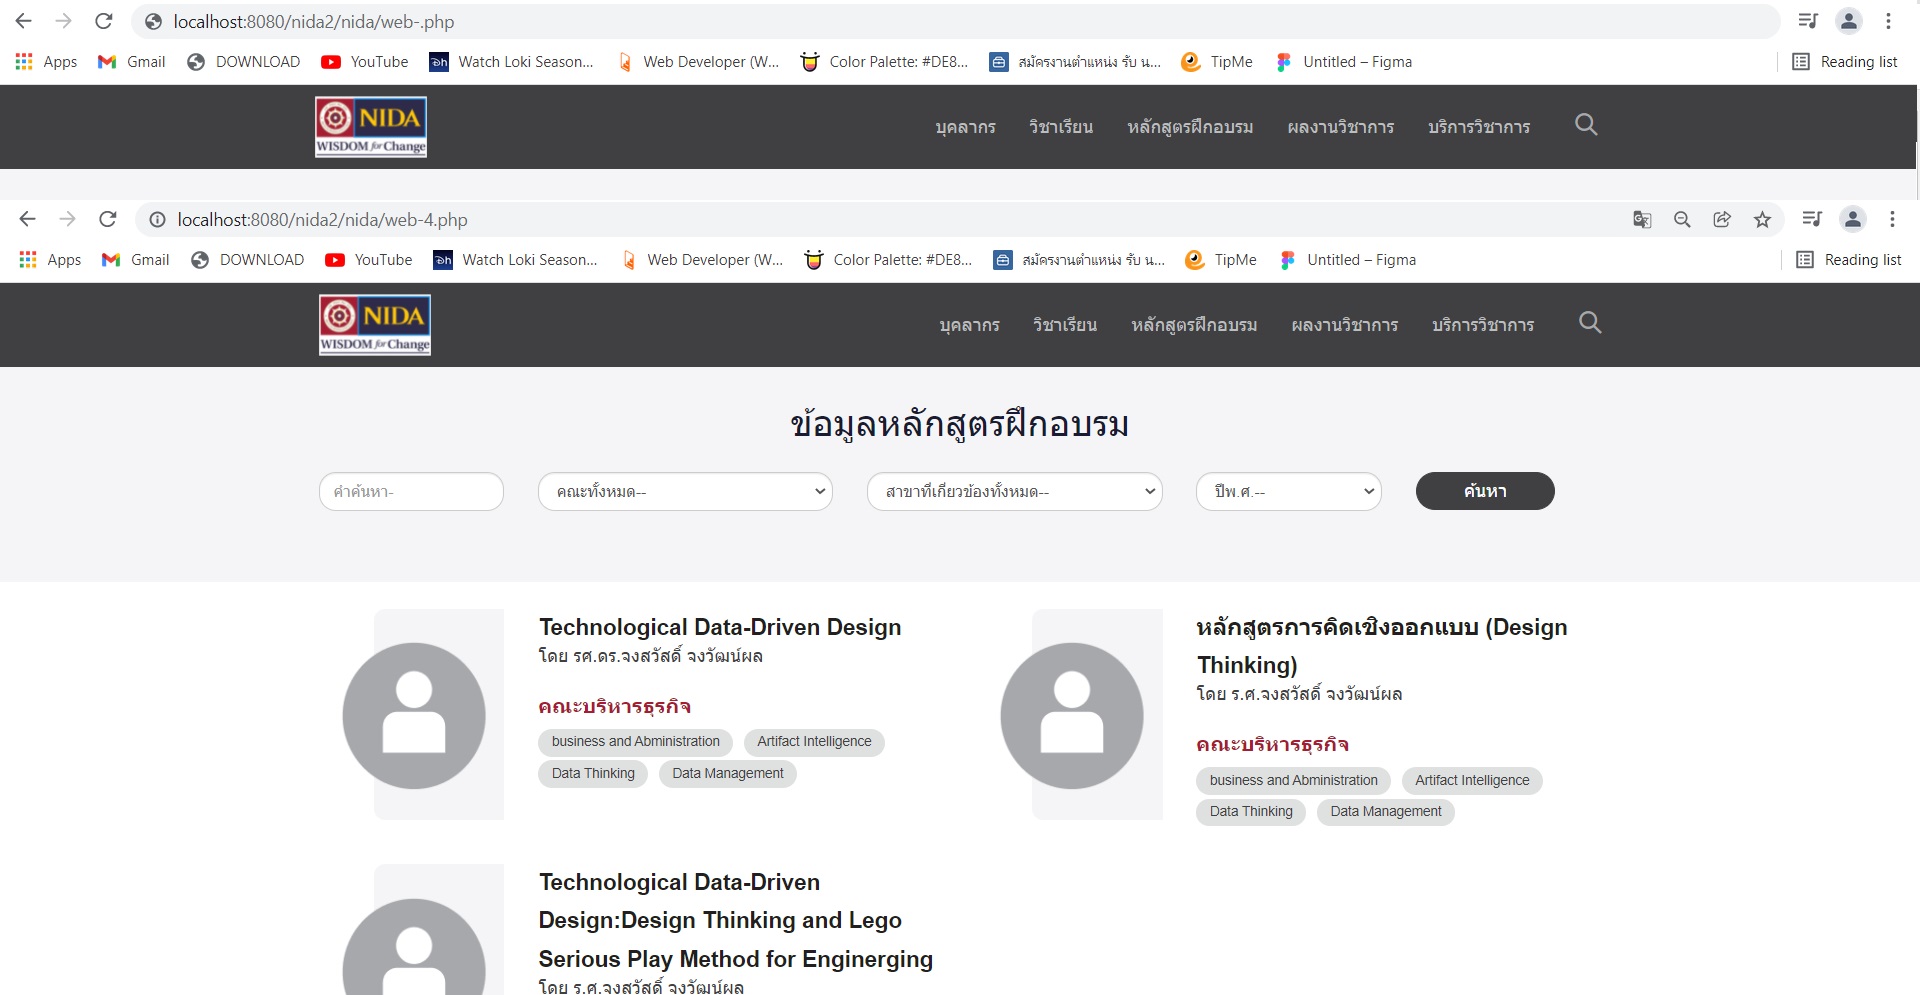 localhost:8080/nida2/nida/web-.php
Apps Gmail DOWNLOAD YouTube Watch Loki Season... Web Developer (W... Color Palette: #DE8... สมัครงานตำแหน่ง รับ น... TipMe Untitled – Figma Reading list
NIDA
WISDOM for Change
บุคลากร วิชาเรียน หลักสูตรฝึกอบรม ผลงานวิชาการ บริการวิชาการ
localhost:8080/nida2/nida/web-4.php
Apps Gmail DOWNLOAD YouTube Watch Loki Season... Web Developer (W... Color Palette: #DE8... สมัครงานตำแหน่ง รับ น... TipMe Untitled – Figma Reading list
NIDA
WISDOM for Change
บุคลากร วิชาเรียน หลักสูตรฝึกอบรม ผลงานวิชาการ บริการวิชาการ
ข้อมูลหลักสูตรฝึกอบรม
คำค้นหา- คณะทั้งหมด-- สาขาที่เกี่ยวข้องทั้งหมด-- ปีพ.ศ.-- ค้นหา
Technological Data-Driven Design
โดย รศ.ดร.จงสวัสดิ์ จงวัฒน์ผล
คณะบริหารธุรกิจ
business and Abministration Artifact Intelligence
Data Thinking Data Management
หลักสูตรการคิดเชิงออกแบบ (Design
Thinking)
โดย ร.ศ.จงสวัสดิ์ จงวัฒน์ผล
คณะบริหารธุรกิจ
business and Abministration Artifact Intelligence
Data Thinking Data Management
Technological Data-Driven
Design:Design Thinking and Lego
Serious Play Method for Enginerging
โดย ร.ศ.จงสวัสดิ์ จงวัฒน์ผล